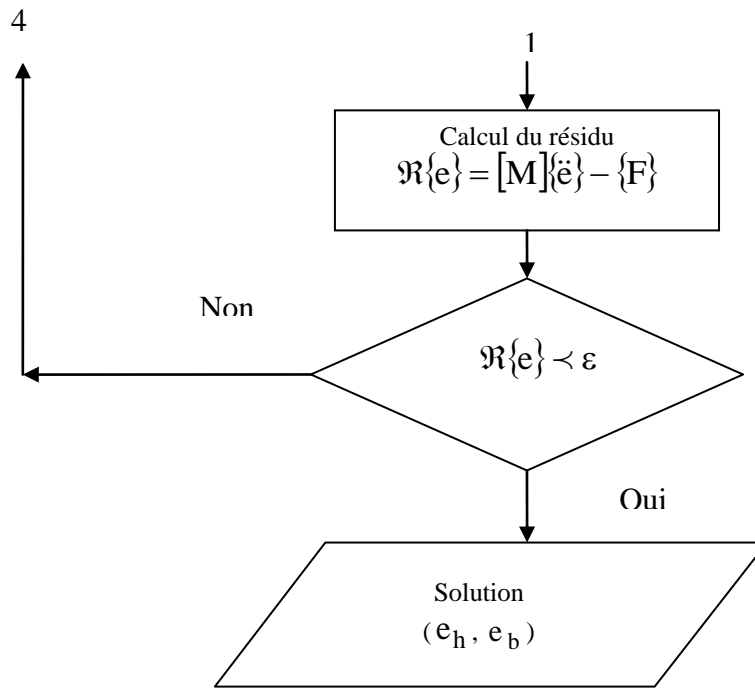 4
1
Calcul du résidu
ℜ{e} = [M]{ë} − {F}
Non
ℜ{e} ≺ ε
Oui
Solution
(e_h, e_b)